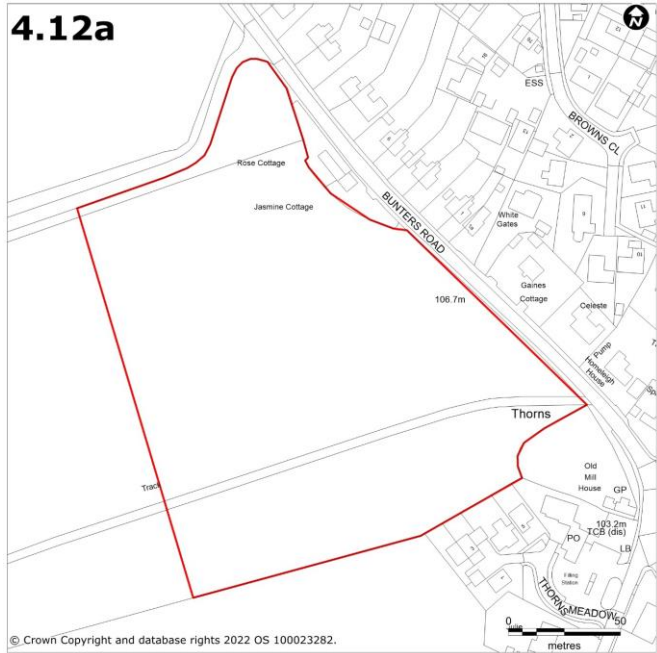 4.12a
N
ESS
BROWNS CL
Rose Cottage
Jasmine Cottage
BUNTERS ROAD
White
Gates
Gaines
Cottage
Celeste
106.7m
Pump
Homeleigh
House
Thorns
Old
Mill
House
GP
103.2m
TCB (dis)
PO
LB
Track
Filling
Station
THORNS
MEADOW
0
50
metres
© Crown Copyright and database rights 2022 OS 100023282.